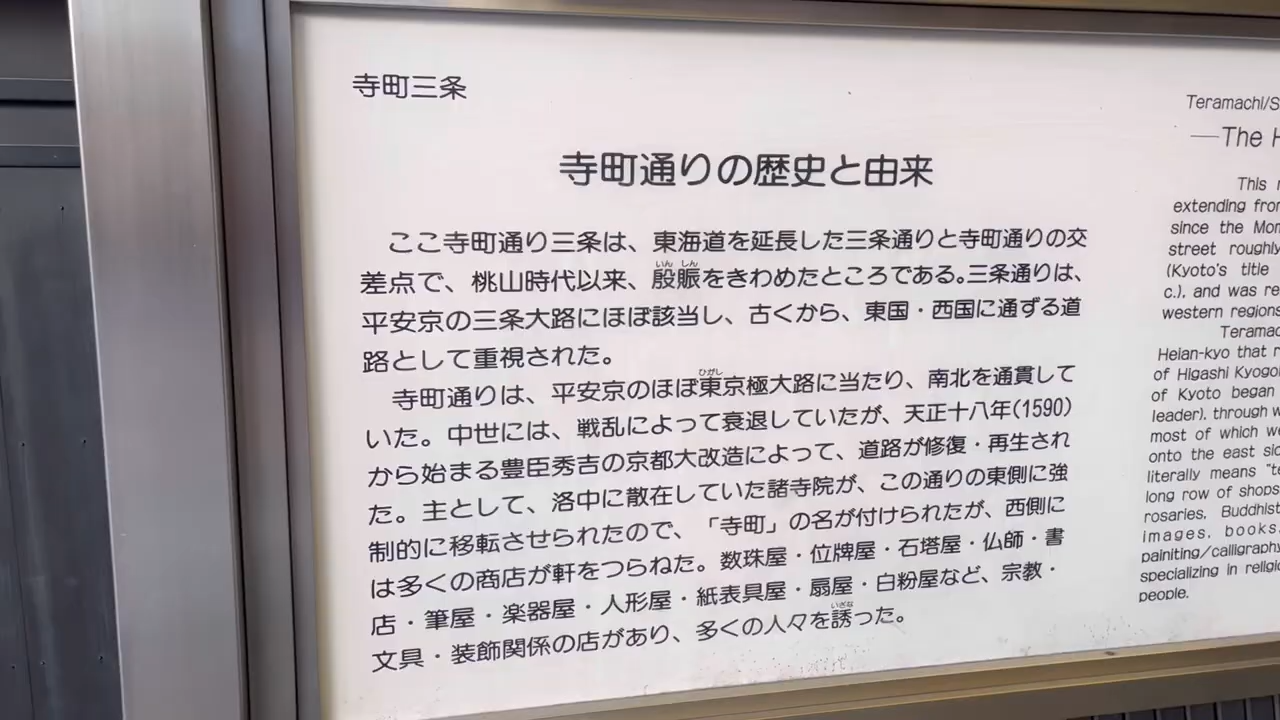 寺町三条
寺町通りの歴史と由来
ここ寺町通り三条は、東海道を延長した三条通りと寺町通りの交
いん しん
差点で、桃山時代以来、殷賑をきわめたところである。三条通りは、
平安京の三条大路にほぼ該当し、古くから、東国・西国に通ずる道
路として重視された。
ひがし
寺町通りは、平安京のほぼ東京極大路に当たり、南北を通貫して
いた。中世には、戦乱によって衰退していたが、天正十八年(1590)
から始まる豊臣秀吉の京都大改造によって、道路が修復・再生され
た。主として、洛中に散在していた諸寺院が、この通りの東側に強
制的に移転させられたので、「寺町」の名が付けられたが、西側に
は多くの商店が軒をつらねた。数珠屋・位牌屋・石塔屋・仏師・書
店・筆屋・楽器屋・人形屋・紙表具屋・扇屋・白粉屋など、宗教・
いざな
文具・装飾関係の店があり、多くの人々を誘った。
Teramachi/S
—The H
This
extending from
since the Mom
street roughly
(Kyoto's title
c.), and was re
western regions
Teramac
Heian-kyo that
of Higashi Kyogo
of Kyoto began
leader), through
most of which we
onto the east sid
literally means "te
long row of shops
rosaries, Buddhist
images, books,
painiting/calligraphy
specializing in religio
people.